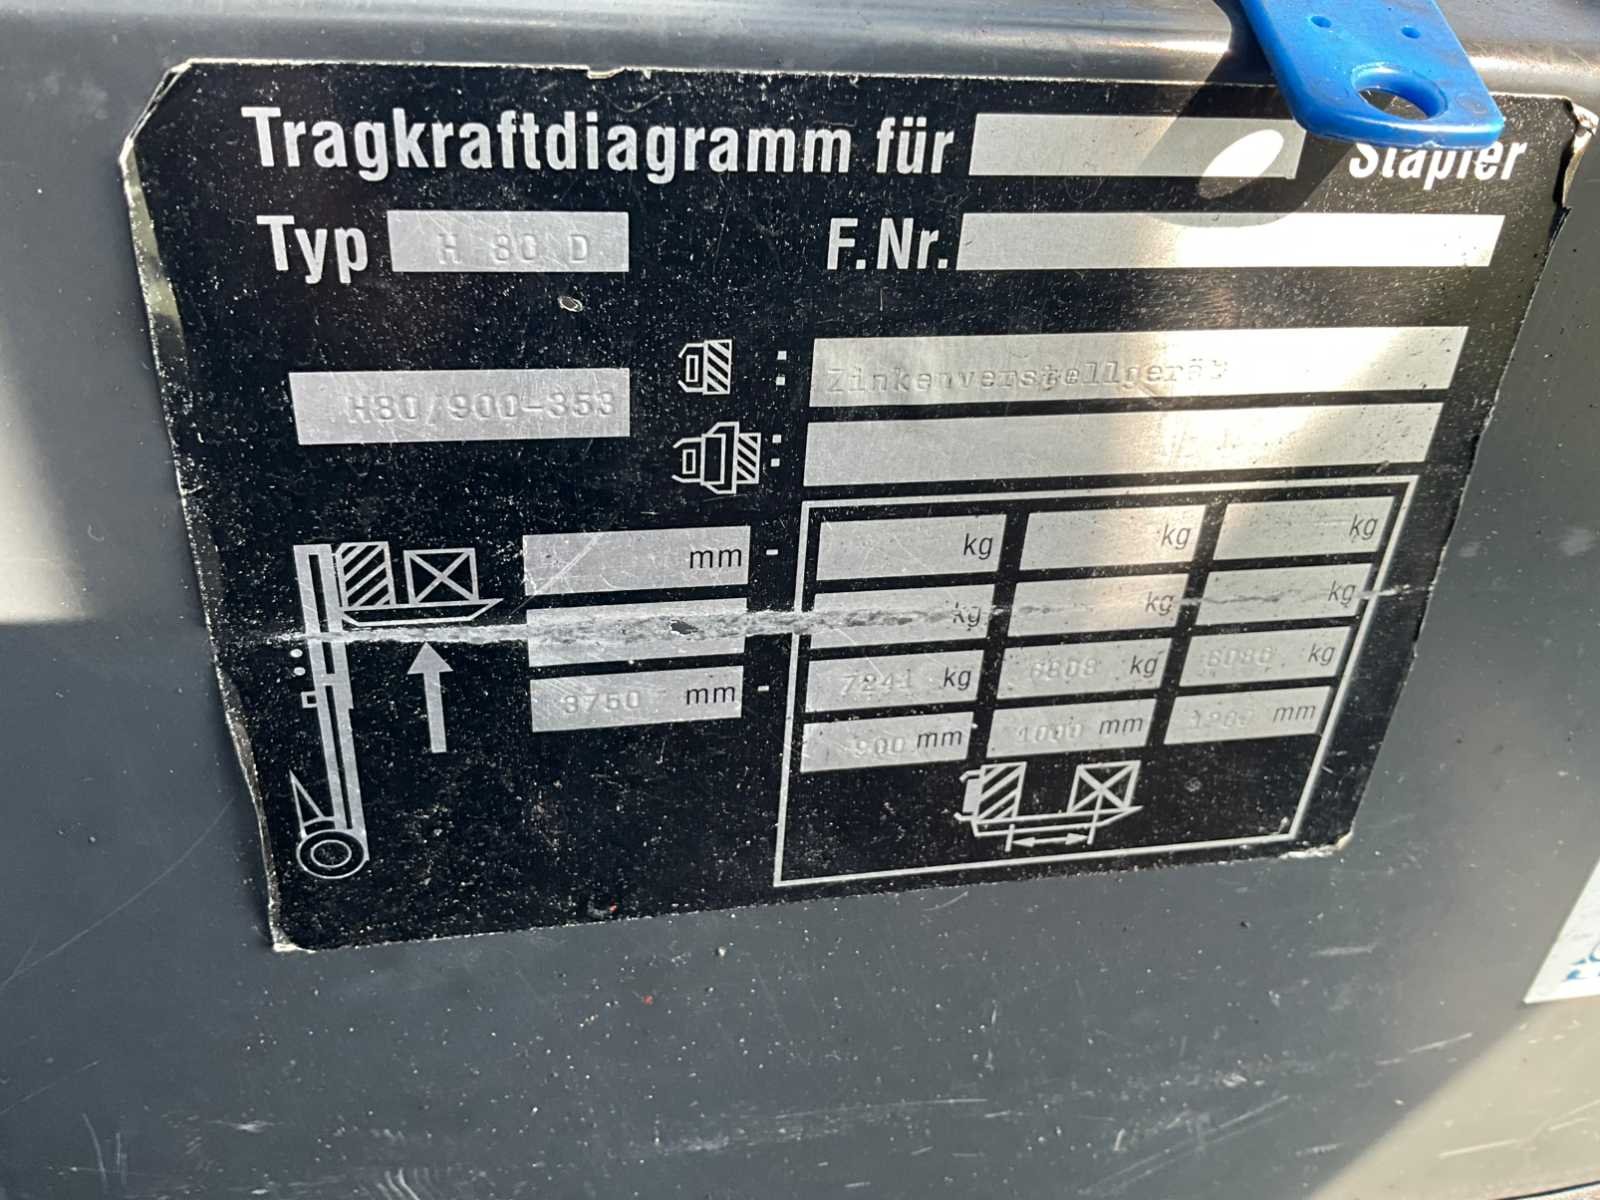 Tragkraftdiagramm für Stapler
Typ H 80 D F.Nr.
H80/900-353 : Zinkenverstellgerät
:
mm - kg kg kg
kg kg kg
3750 mm - 7241 kg 6808 kg 6086 kg
900 mm 1000 mm 1200 mm